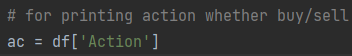 # for printing action whether buy/sell
ac = df['Action']